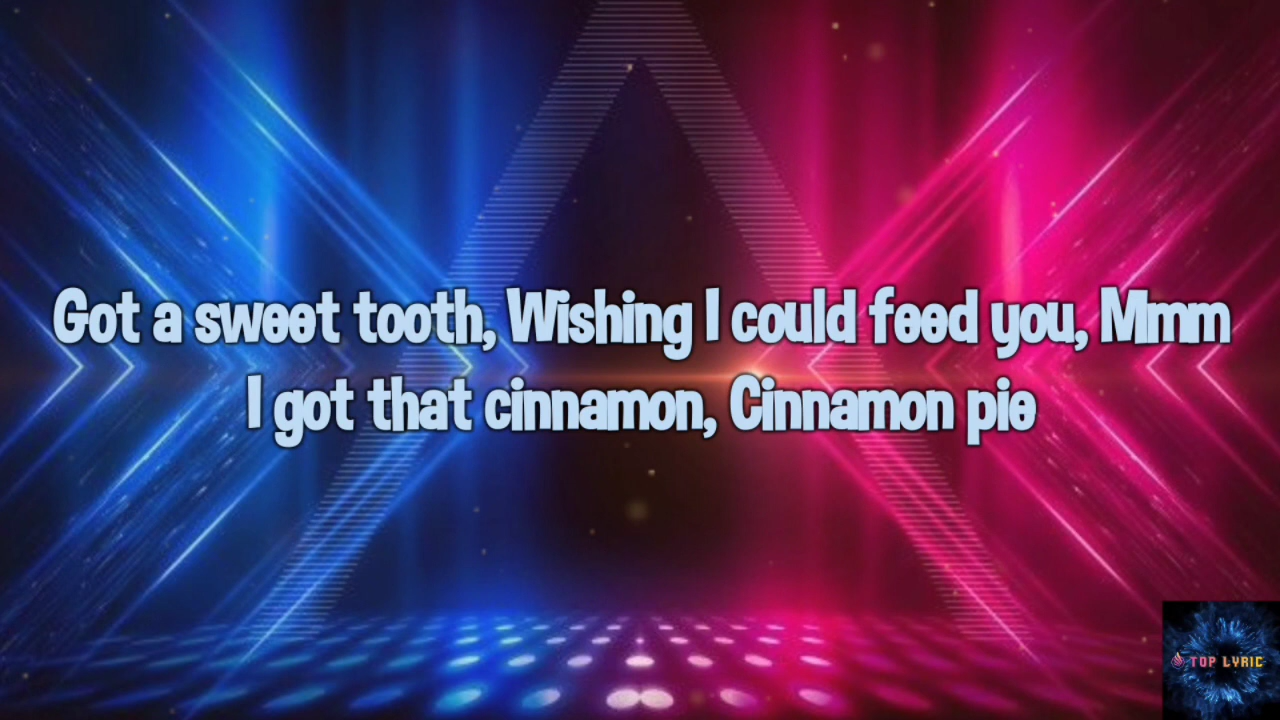 Got a sweet tooth, Wishing I could feed you, Mmm
I got that cinnamon, Cinnamon pie
TOP LYRIC